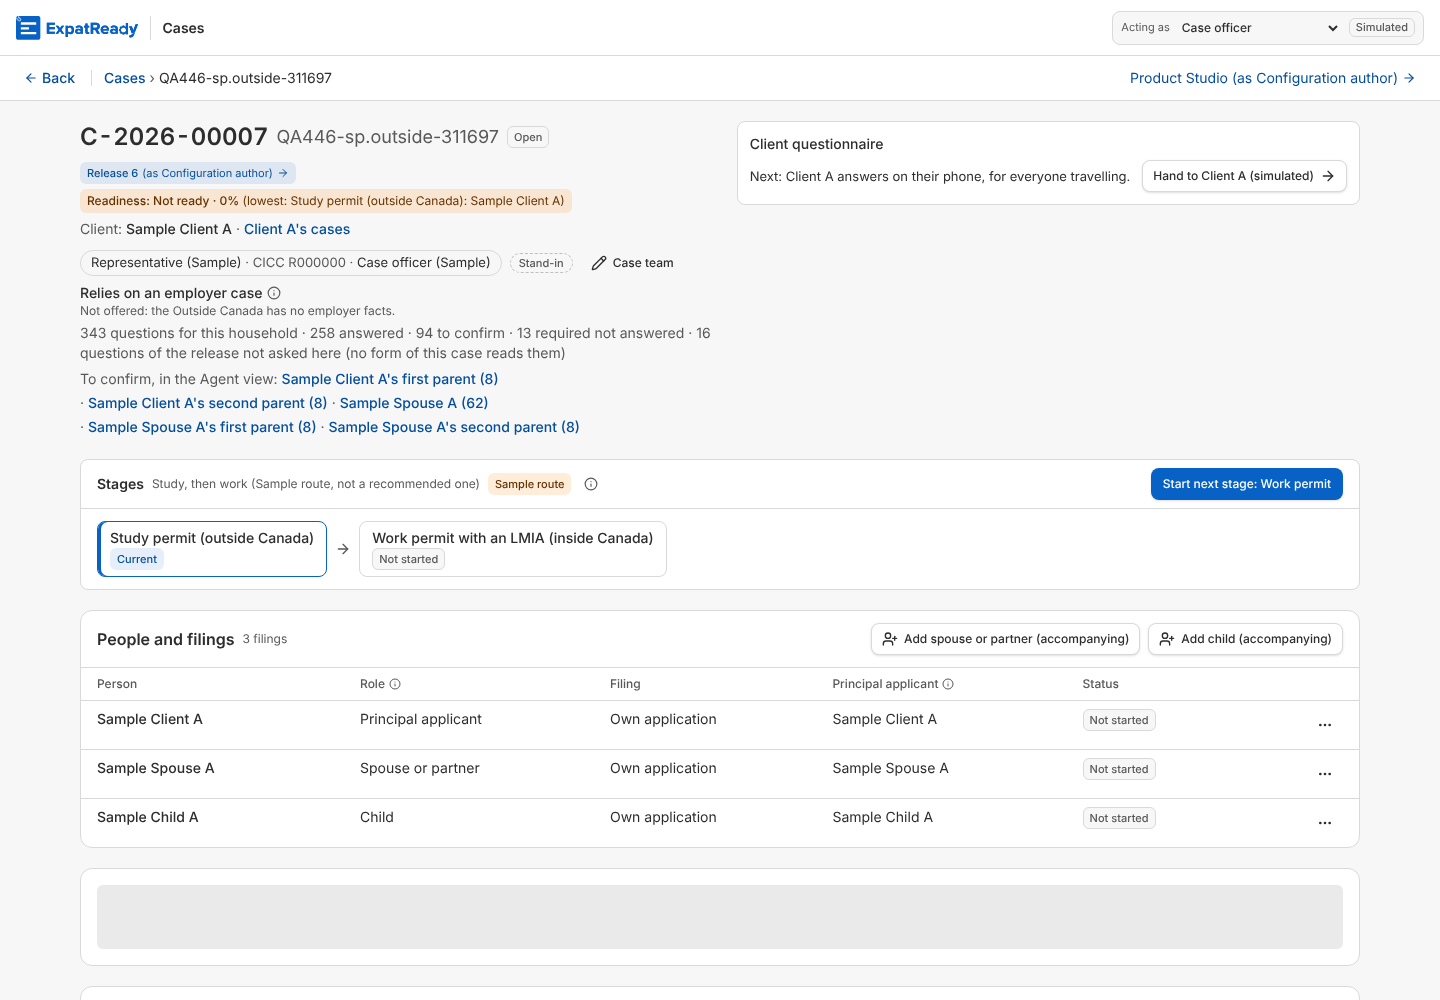 ExpatReady
Cases
Acting as Case officer Simulated
Back
Cases › QA446-sp.outside-311697
Product Studio (as Configuration author) →
C-2026-00007 QA446-sp.outside-311697 Open
Release 6 (as Configuration author) →
Readiness: Not ready · 0% (lowest: Study permit (outside Canada): Sample Client A)
Client: Sample Client A · Client A's cases
Representative (Sample) · CICC R000000 · Case officer (Sample) Stand-in Case team
Relies on an employer case
Not offered: the Outside Canada has no employer facts.
343 questions for this household · 258 answered · 94 to confirm · 13 required not answered · 16
questions of the release not asked here (no form of this case reads them)
To confirm, in the Agent view: Sample Client A's first parent (8)
· Sample Client A's second parent (8) · Sample Spouse A (62)
· Sample Spouse A's first parent (8) · Sample Spouse A's second parent (8)
Client questionnaire
Next: Client A answers on their phone, for everyone travelling. Hand to Client A (simulated) →
Stages Study, then work (Sample route, not a recommended one) Sample route
Start next stage: Work permit
Study permit (outside Canada)
Current
→
Work permit with an LMIA (inside Canada)
Not started
People and filings 3 filings
Add spouse or partner (accompanying)
Add child (accompanying)
Person Role Filing Principal applicant Status
Sample Client A Principal applicant Own application Sample Client A Not started ...
Sample Spouse A Spouse or partner Own application Sample Spouse A Not started ...
Sample Child A Child Own application Sample Child A Not started ...